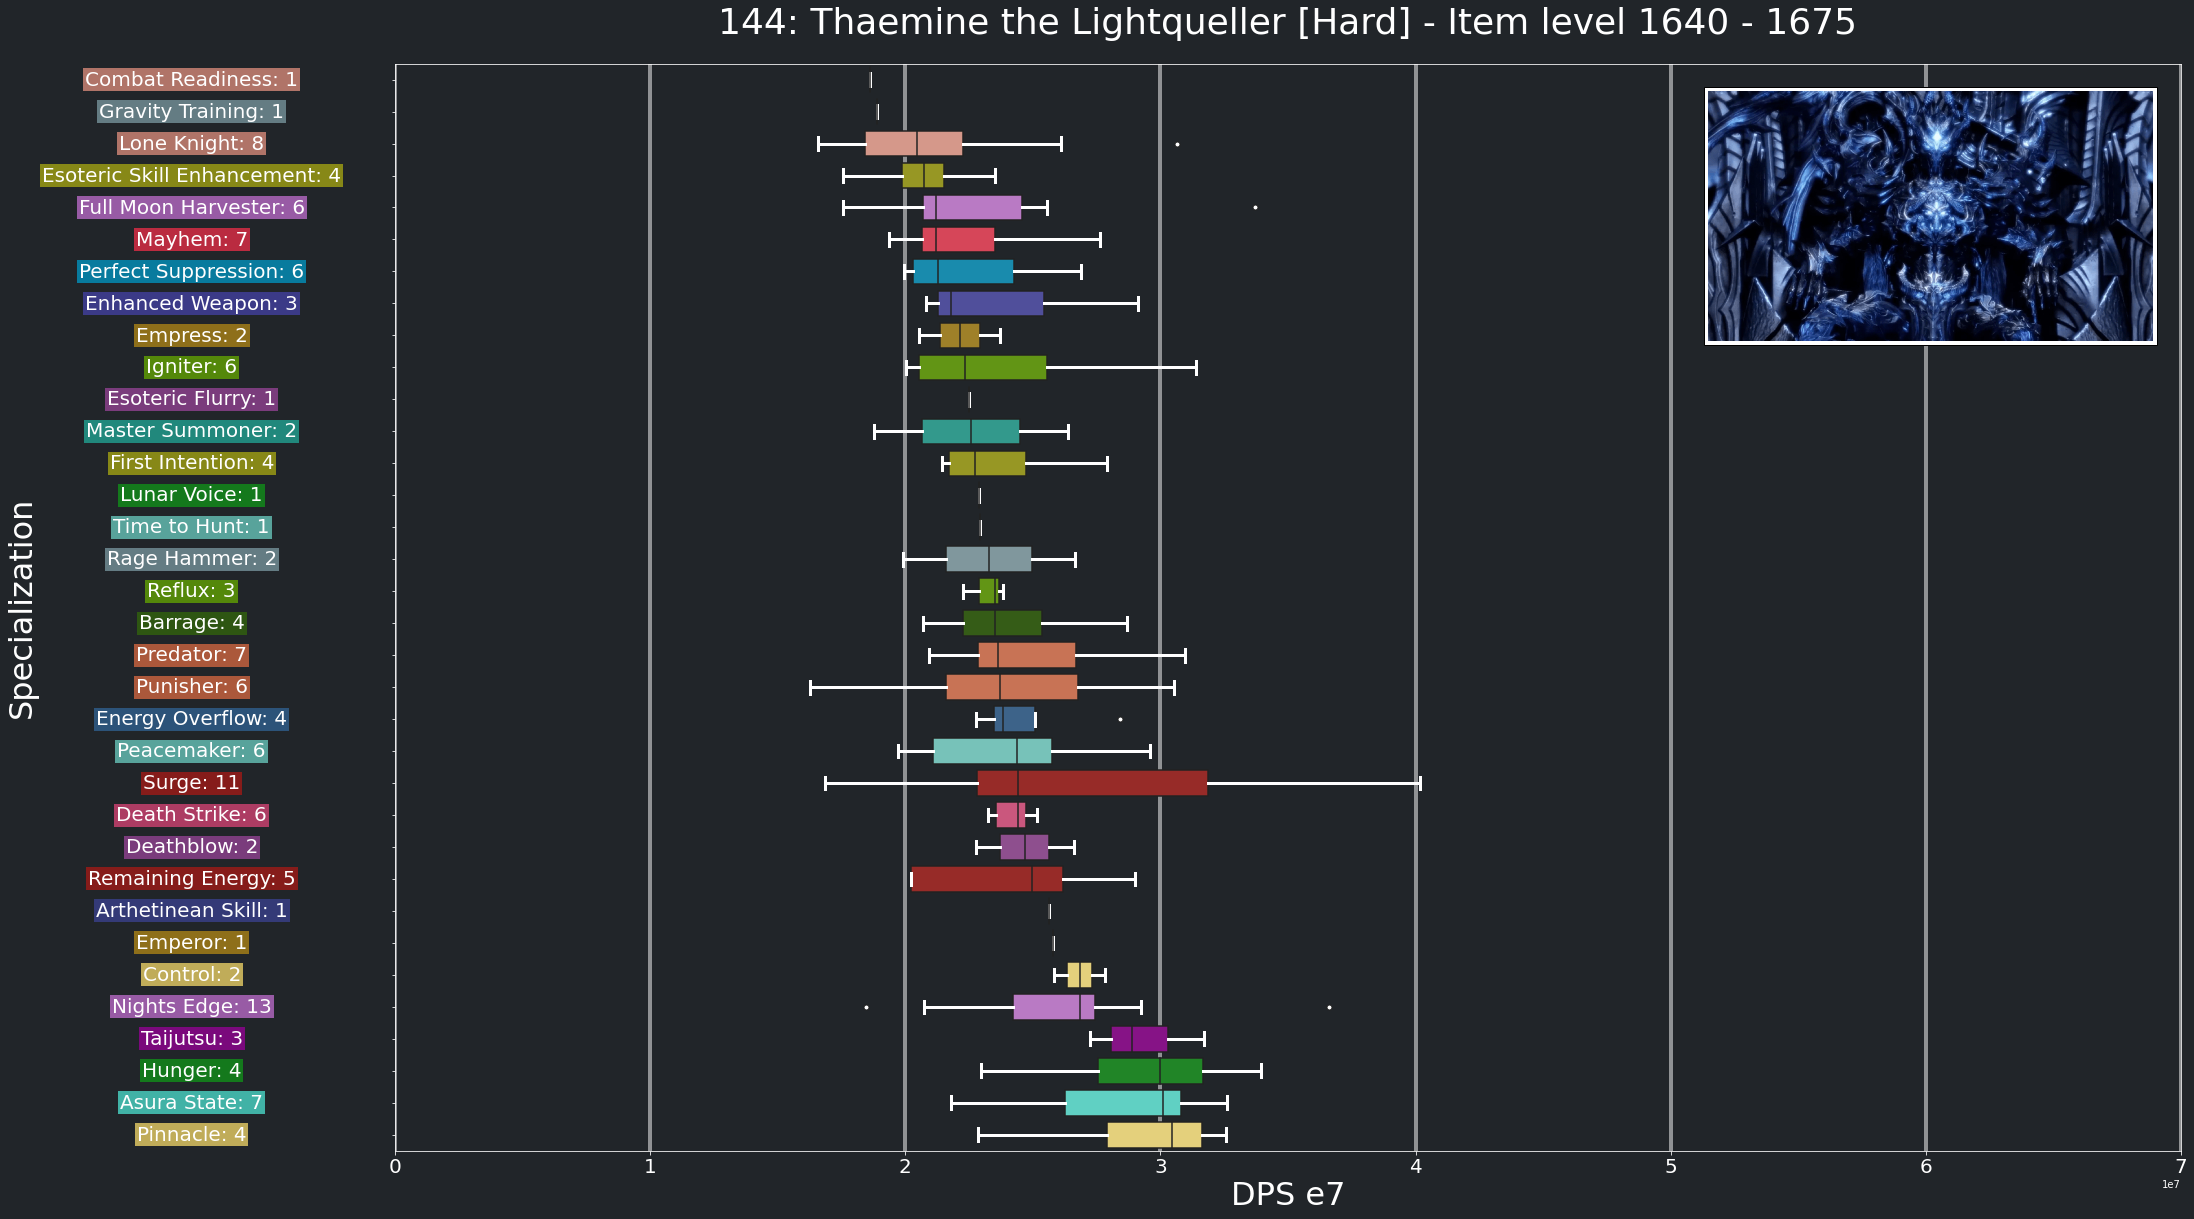 144: Thaemine the Lightqueller [Hard] - Item level 1640 - 1675
Combat Readiness: 1
Gravity Training: 1
Lone Knight: 8
Esoteric Skill Enhancement: 4
Full Moon Harvester: 6
Mayhem: 7
Perfect Suppression: 6
Enhanced Weapon: 3
Empress: 2
Igniter: 6
Esoteric Flurry: 1
Master Summoner: 2
First Intention: 4
Lunar Voice: 1
Time to Hunt: 1
Rage Hammer: 2
Reflux: 3
Barrage: 4
Predator: 7
Punisher: 6
Energy Overflow: 4
Peacemaker: 6
Surge: 11
Death Strike: 6
Deathblow: 2
Remaining Energy: 5
Arthetinean Skill: 1
Emperor: 1
Control: 2
Nights Edge: 13
Taijutsu: 3
Hunger: 4
Asura State: 7
Pinnacle: 4
Specialization
0 1 2 3 4 5 6 7
1e7
DPS e7